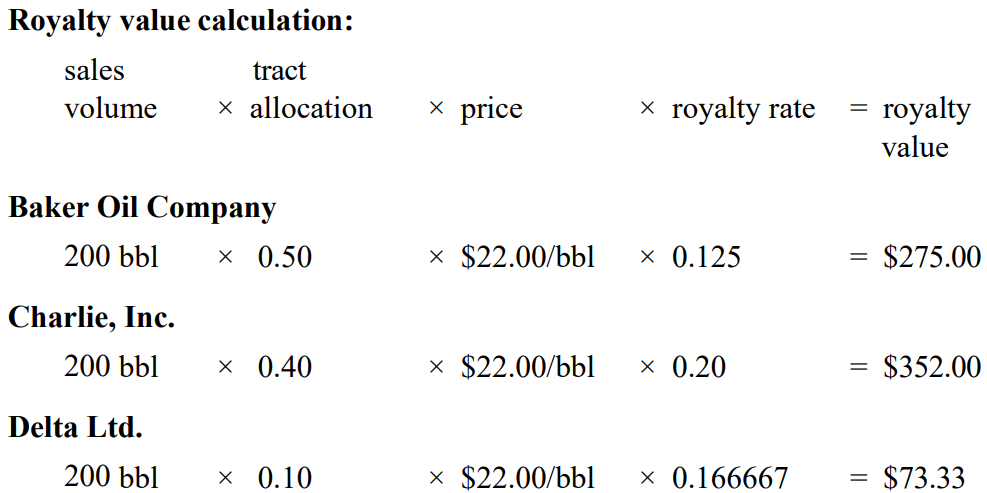 Royalty value calculation:
sales tract
volume × allocation × price × royalty rate = royalty
value
Baker Oil Company
200 bbl × 0.50 × $22.00/bbl × 0.125 = $275.00
Charlie, Inc.
200 bbl × 0.40 × $22.00/bbl × 0.20 = $352.00
Delta Ltd.
200 bbl × 0.10 × $22.00/bbl × 0.166667 = $73.33